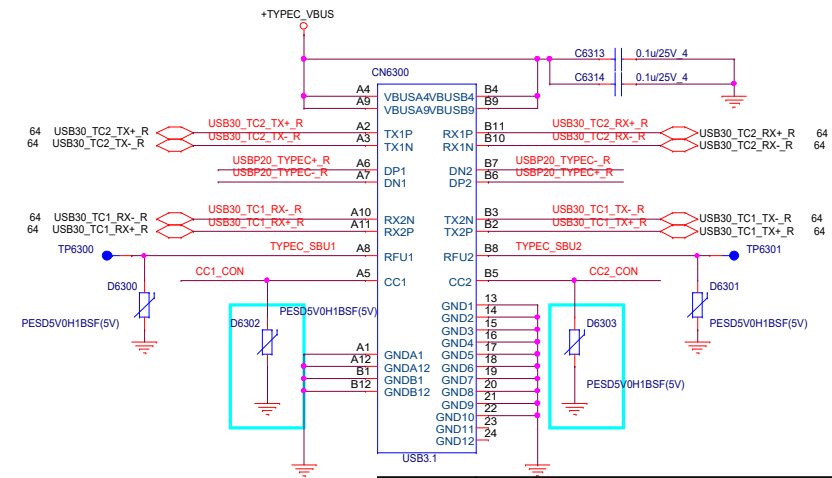 +TYPEC_VBUS
C6313 0.1u/25V_4
CN6300
C6314 0.1u/25V_4
A4 VBUSA4 VBUSB4 B4
A9 VBUSA9 VBUSB9 B9
64 USB30_TC2_TX+_R USB30_TC2_TX+_R A2 TX1P RX1P B11 USB30_TC2_RX+_R USB30_TC2_RX+_R 64
64 USB30_TC2_TX-_R USB30_TC2_TX-_R A3 TX1N RX1N B10 USB30_TC2_RX-_R USB30_TC2_RX-_R 64
USBP20_TYPEC+_R A6 DP1 DN2 B7 USBP20_TYPEC-_R
USBP20_TYPEC-_R A7 DN1 DP2 B6 USBP20_TYPEC+_R
64 USB30_TC1_RX-_R USB30_TC1_RX-_R A10 RX2N TX2N B3 USB30_TC1_TX-_R USB30_TC1_TX-_R 64
64 USB30_TC1_RX+_R USB30_TC1_RX+_R A11 RX2P TX2P B2 USB30_TC1_TX+_R USB30_TC1_TX+_R 64
TP6300 TYPEC_SBU1 A8 RFU1 RFU2 B8 TYPEC_SBU2 TP6301
CC1_CON A5 CC1 CC2 B5 CC2_CON
D6300 D6301
PESD5V0H1BSF(5V) PESD5V0H1BSF(5V)
D6302 PESD5V0H1BSF(5V)
D6303 PESD5V0H1BSF(5V)
GND1 13
GND2 14
GND3 15
GND4 16
A1 GNDA1 GND5 17
A12 GNDA12 GND6 18
B1 GNDB1 GND7 19
B12 GNDB12 GND8 20
GND9 21
GND10 22
GND11 23
GND12 24
USB3.1